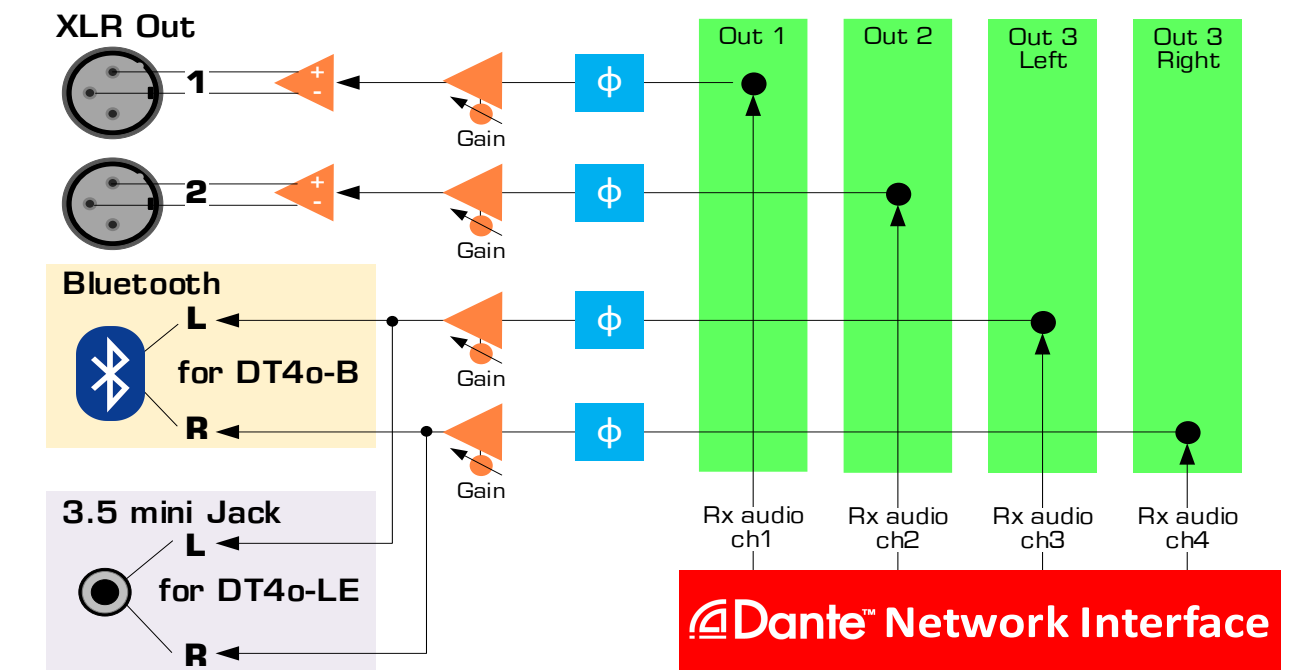 XLR Out
Out 1
Out 2
Out 3
Left
Out 3
Right
1
+
-
ϕ
Gain
2
+
-
ϕ
Gain
Bluetooth
L
for DT4o-B
R
ϕ
Gain
ϕ
Gain
3.5 mini Jack
L
for DT4o-LE
R
Rx audio
ch1
Rx audio
ch2
Rx audio
ch3
Rx audio
ch4
Dante™ Network Interface